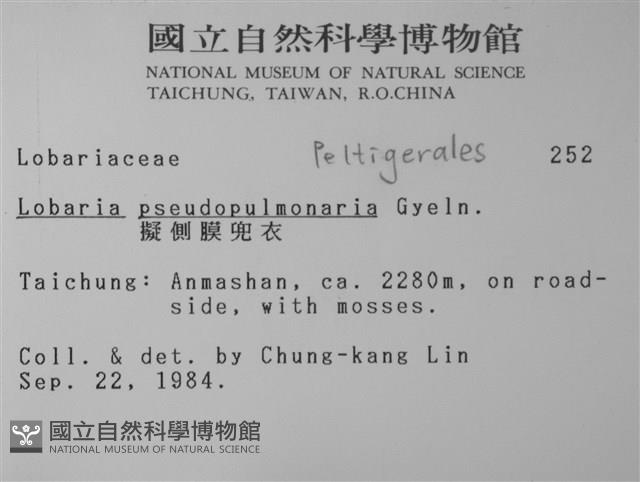 國立自然科學博物館
NATIONAL MUSEUM OF NATURAL SCIENCE
TAICHUNG, TAIWAN, R.O.CHINA
Lobariaceae Peltigerales 252
Lobaria pseudopulmonaria Gyeln.
擬側膜兜衣
Taichung: Anmashan, ca. 2280m, on road-
side, with mosses.
Coll. & det. by Chung-kang Lin
Sep. 22, 1984.
國立自然科學博物館
NATIONAL MUSEUM OF NATURAL SCIENCE